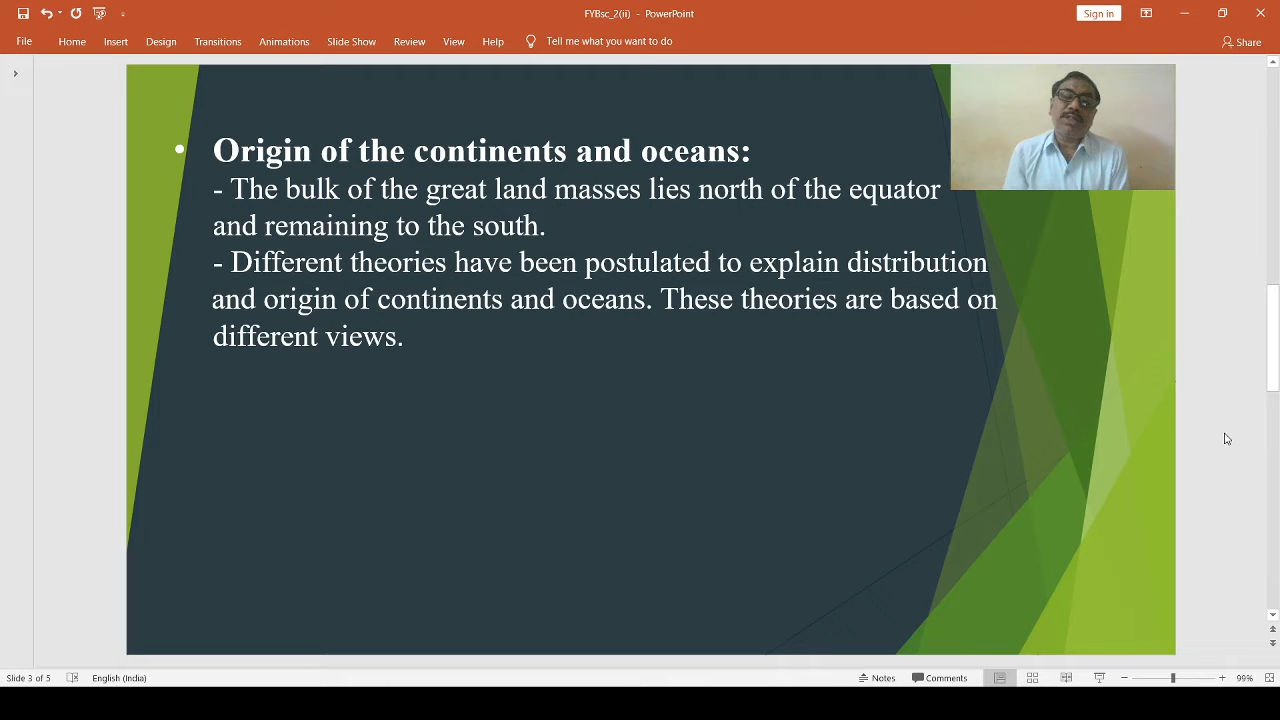 FYBsc_2(ii) - PowerPoint
Sign in
File Home Insert Design Transitions Animations Slide Show Review View Help Tell me what you want to do
Share
• Origin of the continents and oceans:
- The bulk of the great land masses lies north of the equator
and remaining to the south.
- Different theories have been postulated to explain distribution
and origin of continents and oceans. These theories are based on
different views.
Slide 3 of 5 English (India) Notes Comments 99%